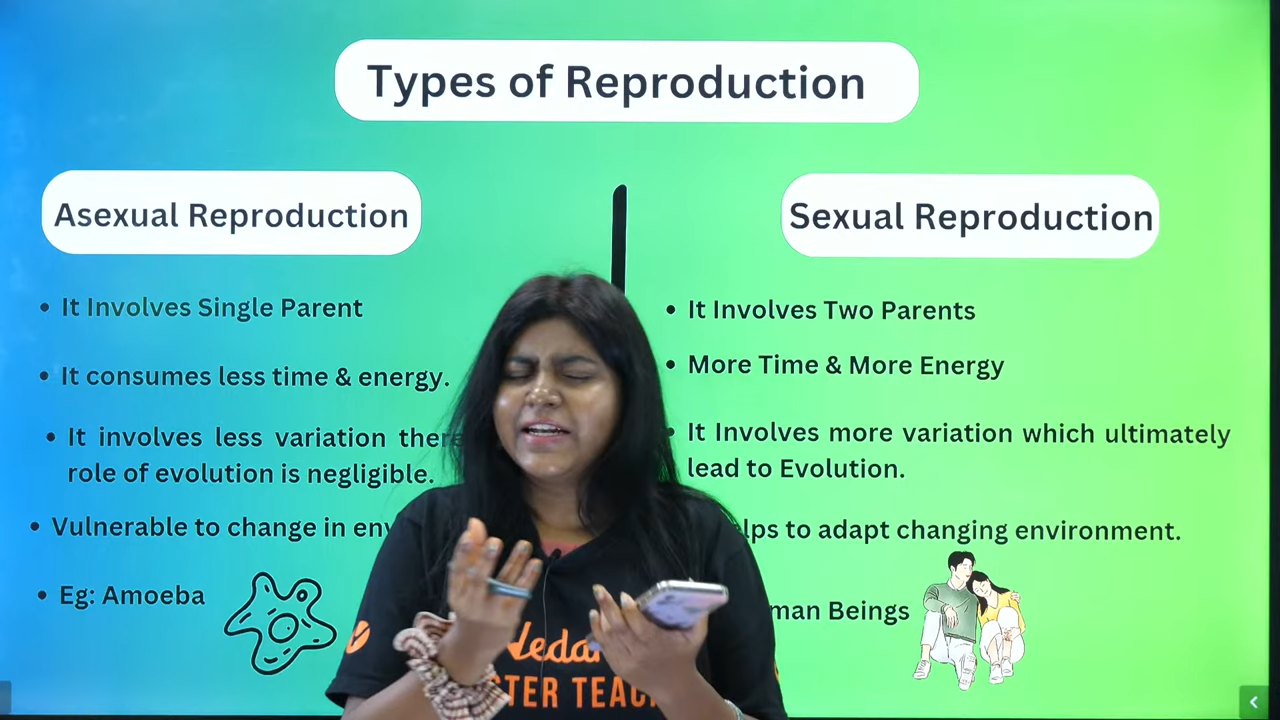 Types of Reproduction
Asexual Reproduction
It Involves Single Parent
It consumes less time & energy.
It involves less variation
role of evolution is negligible.
Vulnerable to change in
Eg: Amoeba
Sexual Reproduction
It Involves Two Parents
More Time & More Energy
It Involves more variation which ultimately
lead to Evolution.
to adapt changing environment.
Beings